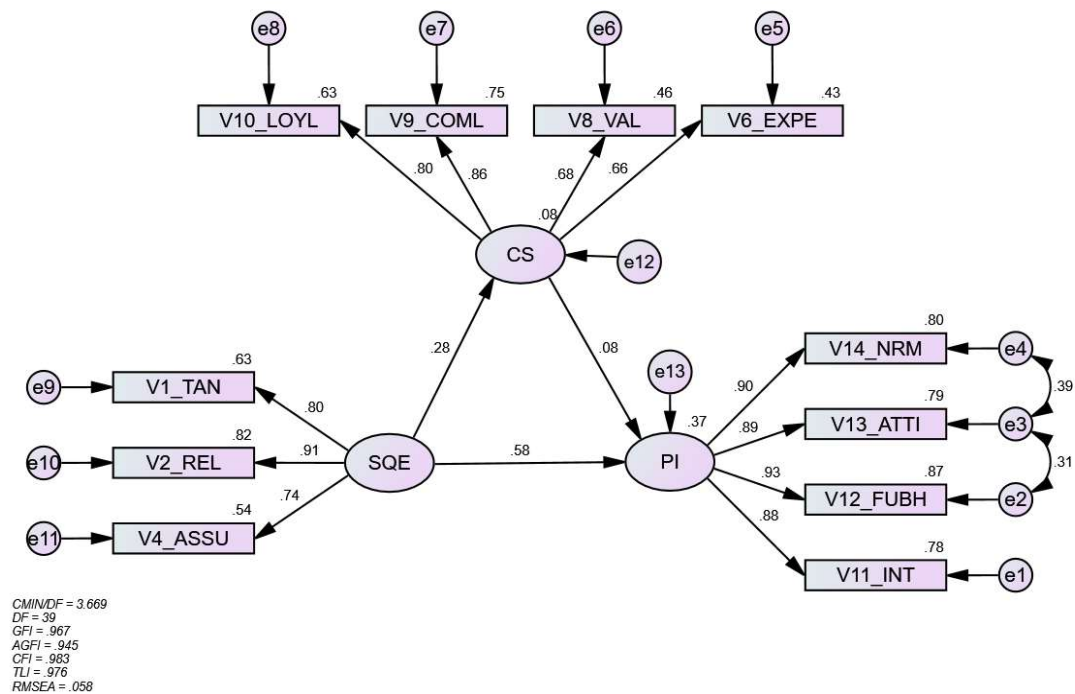 e8
e7
e6
e5
.63
.75
.46
.43
V10_LOYL
V9_COML
V8_VAL
V6_EXPE
.80
.86
.68
.66
.08
CS
e12
.28
.08
e13
.80
V14_NRM
e4
.39
.63
V1_TAN
e9
.80
.90
.79
V13_ATTI
e3
.37
.89
.82
V2_REL
e10
.91
SQE
.58
PI
.31
.93
.87
V12_FUBH
e2
.74
.54
V4_ASSU
e11
.88
.78
V11_INT
e1
CMIN/DF = 3.669
DF = 39
GFI = .967
AGFI = .945
CFI = .983
TLI = .976
RMSEA = .058